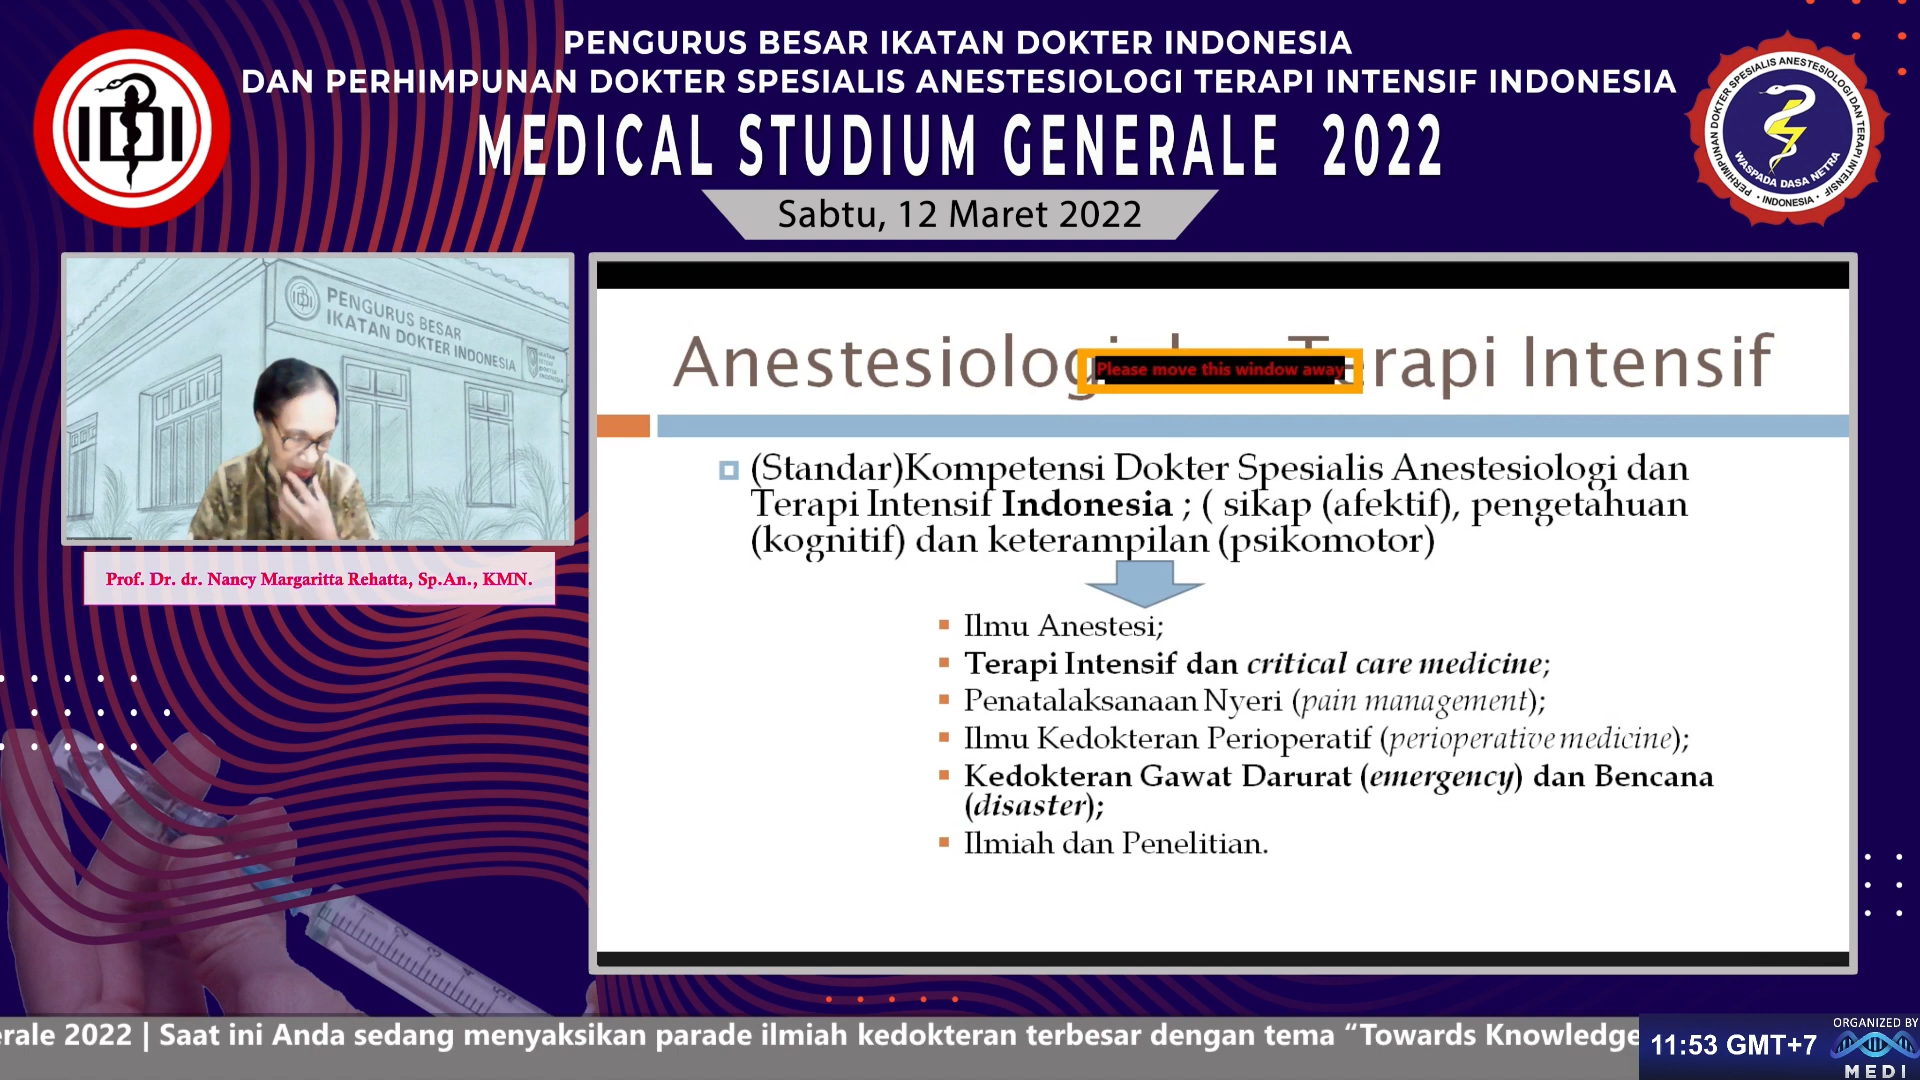 PENGURUS BESAR IKATAN DOKTER INDONESIA
DAN PERHIMPUNAN DOKTER SPESIALIS ANESTESIOLOGI TERAPI INTENSIF INDONESIA
MEDICAL STUDIUM GENERALE 2022
Sabtu, 12 Maret 2022
IDI
PERHIMPUNAN DOKTER SPESIALIS ANESTESIOLOGI DAN TERAPI INTENSIF
WASPADA DASA NETRA
INDONESIA
PENGURUS BESAR
IKATAN DOKTER INDONESIA
Prof. Dr. dr. Nancy Margaritta Rehatta, Sp.An., KMN.
Anestesiologi Terapi Intensif
Please move this window away
(Standar)Kompetensi Dokter Spesialis Anestesiologi dan
Terapi Intensif Indonesia ; ( sikap (afektif), pengetahuan
(kognitif) dan keterampilan (psikomotor)
Ilmu Anestesi;
Terapi Intensif dan critical care medicine;
Penatalaksanaan Nyeri (pain management);
Ilmu Kedokteran Perioperatif (perioperative medicine);
Kedokteran Gawat Darurat (emergency) dan Bencana
(disaster);
Ilmiah dan Penelitian.
erale 2022 | Saat ini Anda sedang menyaksikan parade ilmiah kedokteran terbesar dengan tema “Towards Knowledge
11:53 GMT+7
ORGANIZED BY
MEDI